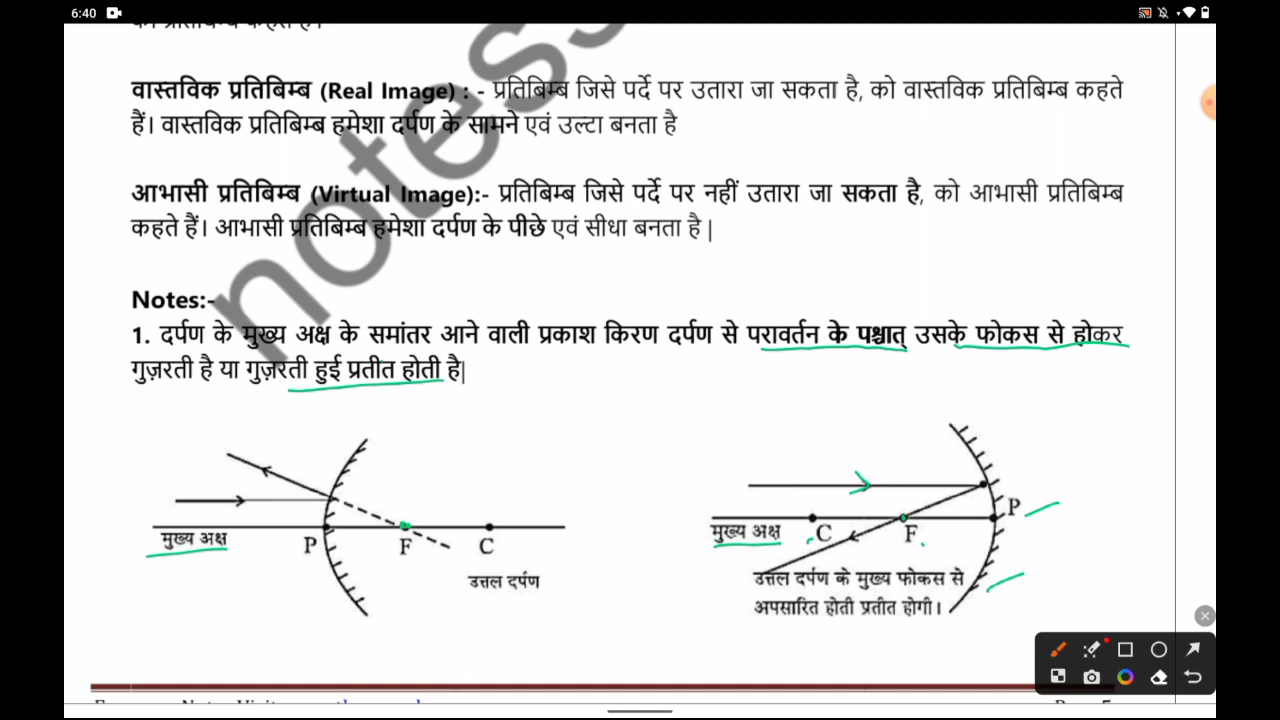 6:40
वास्तविक प्रतिबिम्ब (Real Image) : - प्रतिबिम्ब जिसे पर्दे पर उतारा जा सकता है, को वास्तविक प्रतिबिम्ब कहते
हैं। वास्तविक प्रतिबिम्ब हमेशा दर्पण के सामने एवं उल्टा बनता है
आभासी प्रतिबिम्ब (Virtual Image):- प्रतिबिम्ब जिसे पर्दे पर नहीं उतारा जा सकता है, को आभासी प्रतिबिम्ब
कहते हैं। आभासी प्रतिबिम्ब हमेशा दर्पण के पीछे एवं सीधा बनता है |
notes
Notes:-
1. दर्पण के मुख्य अक्ष के समांतर आने वाली प्रकाश किरण दर्पण से परावर्तन के पश्चात् उसके फोकस से होकर
गुज़रती है या गुज़रती हुई प्रतीत होती है|
मुख्य अक्ष P F C
उत्तल दर्पण
मुख्य अक्ष C F P
उत्तल दर्पण के मुख्य फोकस से
अपसारित होती प्रतीत होगी।